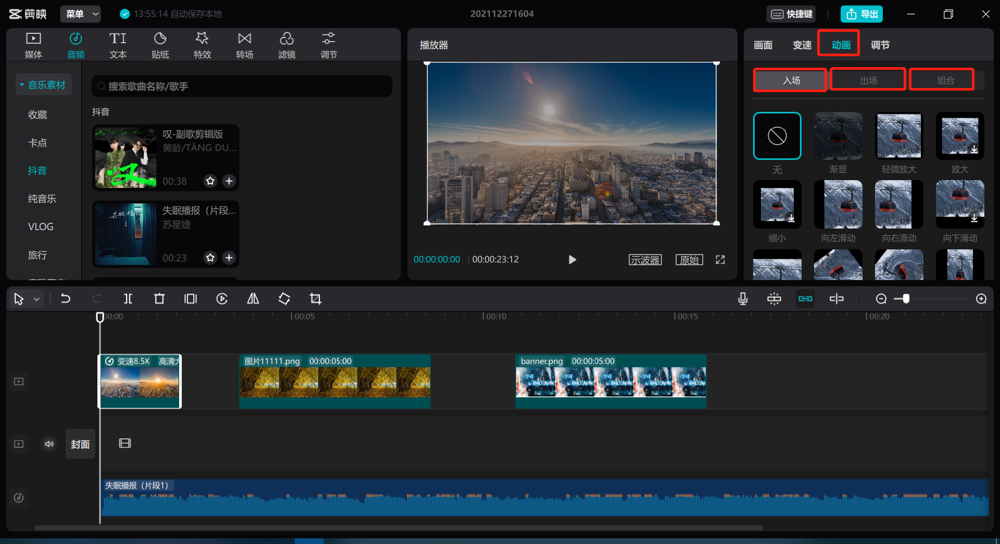 剪映
菜单
13:55:14 自动保存本地
202112271604
快捷键
导出
媒体
音频
TI
文本
贴纸
特效
转场
滤镜
调节
音乐素材
收藏
卡点
抖音
纯音乐
VLOG
旅行
搜索歌曲名称/歌手
抖音
叹-副歌剪辑版
黄龄/TĂNG DU...
00:38
失眠播报（片段...
苏星婕
00:23
播放器
00:00:00:00
00:00:23:12
示波器
原始
画面
变速
动画
调节
入场
出场
组合
无
渐显
轻微放大
放大
缩小
向左滑动
向右滑动
向下滑动
00:00
00:05
00:10
00:15
00:20
变速8.5X 高清大
图片11111.png 00:00:05:00
banner.png 00:00:05:00
封面
失眠播报（片段1）